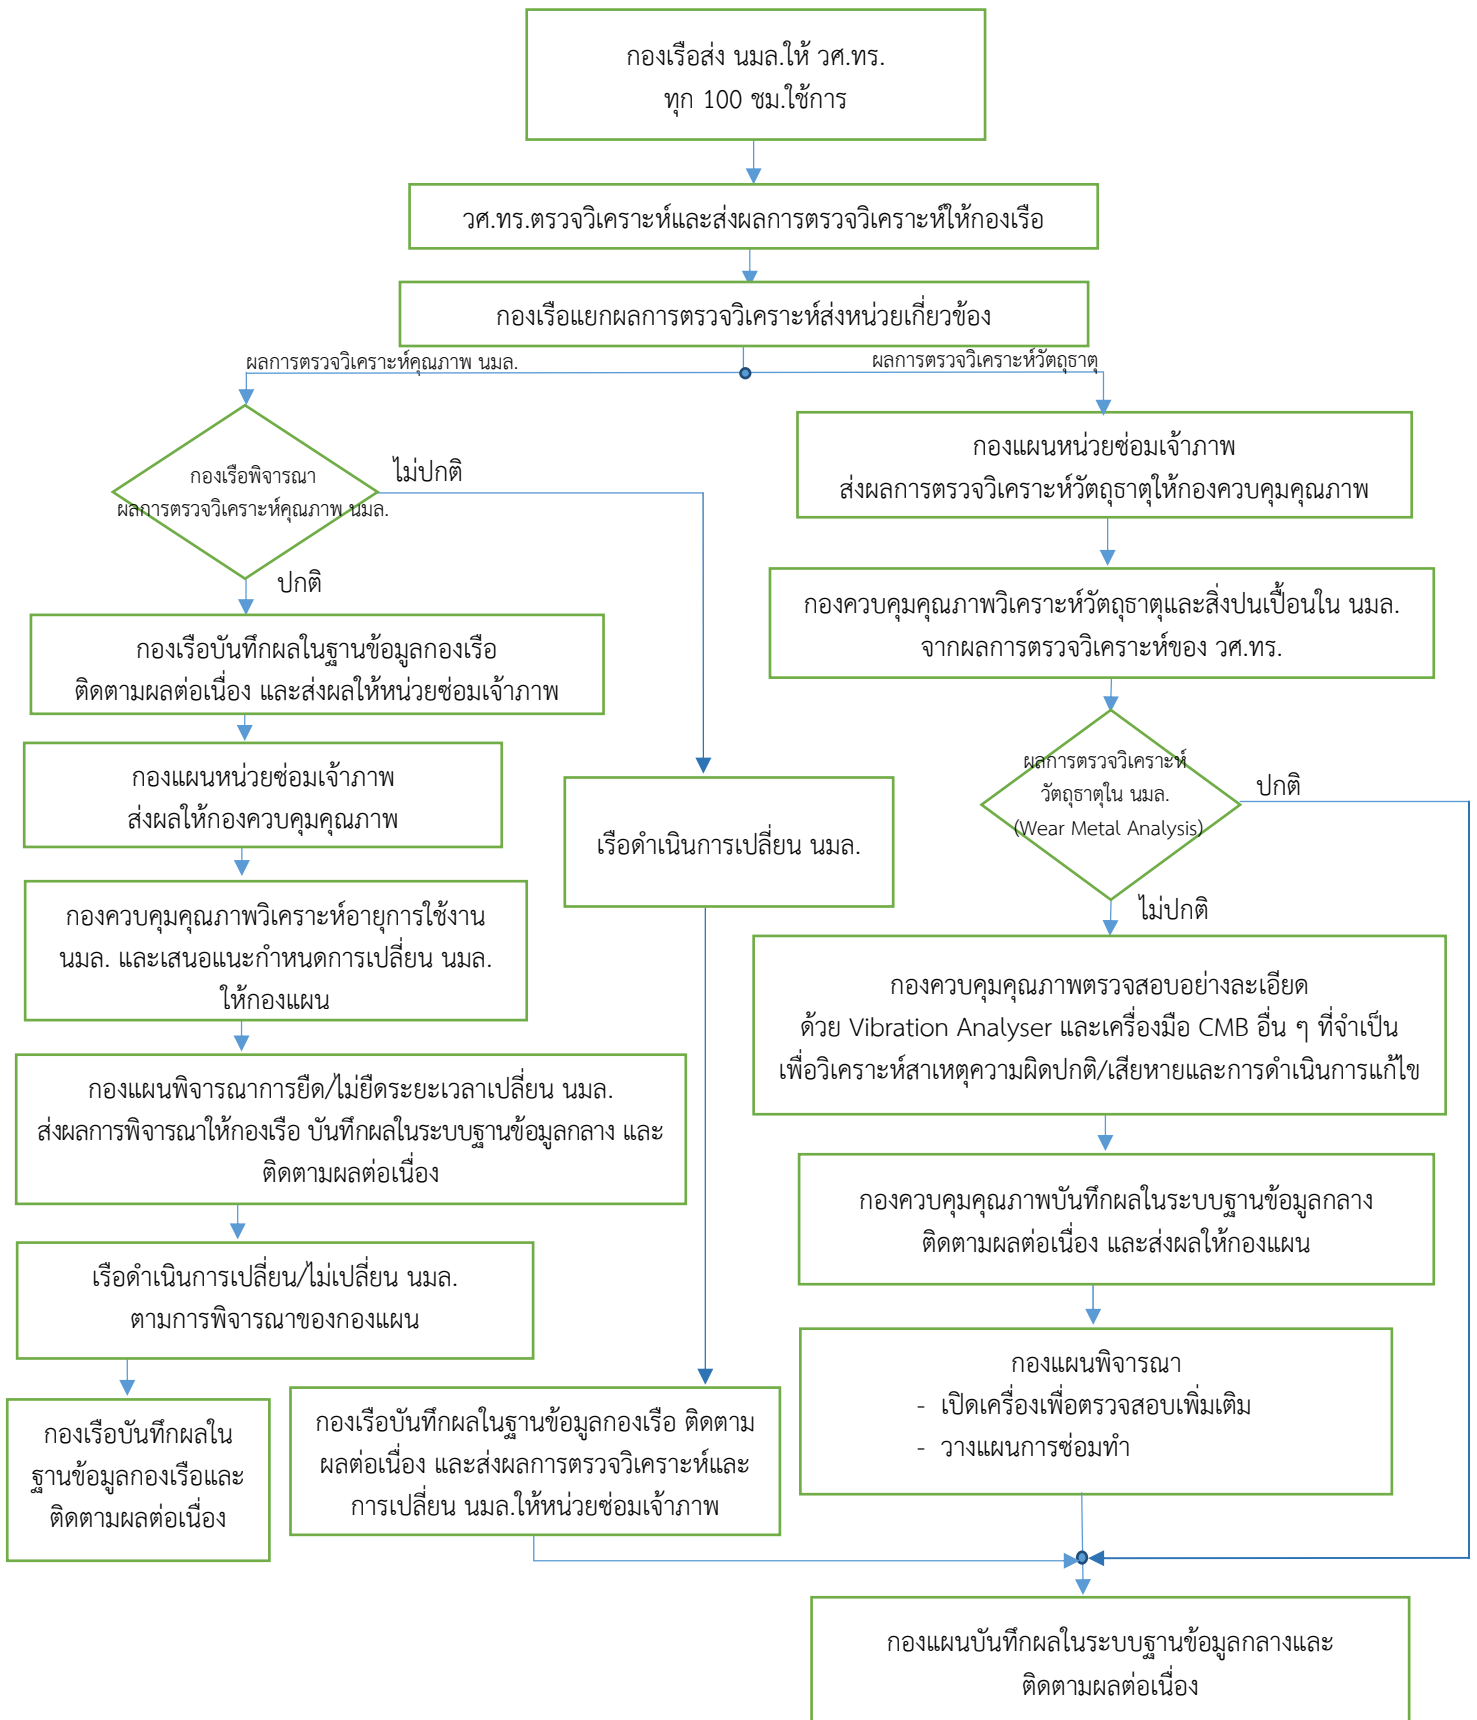 กองเรือส่ง นมล.ให้ วศ.ทร.
ทุก 100 ชม.ใช้การ
วศ.ทร.ตรวจวิเคราะห์และส่งผลการตรวจวิเคราะห์ให้กองเรือ
กองเรือแยกผลการตรวจวิเคราะห์ส่งหน่วยเกี่ยวข้อง
ผลการตรวจวิเคราะห์คุณภาพ นมล.
ผลการตรวจวิเคราะห์วัตถุธาตุ
กองเรือพิจารณา
ผลการตรวจวิเคราะห์คุณภาพ นมล.
ไม่ปกติ
ปกติ
กองเรือบันทึกผลในฐานข้อมูลกองเรือ
ติดตามผลต่อเนื่อง และส่งผลให้หน่วยซ่อมเจ้าภาพ
กองแผนหน่วยซ่อมเจ้าภาพ
ส่งผลให้กองควบคุมคุณภาพ
กองควบคุมคุณภาพวิเคราะห์อายุการใช้งาน
นมล. และเสนอแนะกำหนดการเปลี่ยน นมล.
ให้กองแผน
กองแผนพิจารณาการยืด/ไม่ยืดระยะเวลาเปลี่ยน นมล.
ส่งผลการพิจารณาให้กองเรือ บันทึกผลในระบบฐานข้อมูลกลาง และ
ติดตามผลต่อเนื่อง
เรือดำเนินการเปลี่ยน/ไม่เปลี่ยน นมล.
ตามการพิจารณาของกองแผน
กองเรือบันทึกผลใน
ฐานข้อมูลกองเรือและ
ติดตามผลต่อเนื่อง
เรือดำเนินการเปลี่ยน นมล.
กองเรือบันทึกผลในฐานข้อมูลกองเรือ ติดตาม
ผลต่อเนื่อง และส่งผลการตรวจวิเคราะห์และ
การเปลี่ยน นมล.ให้หน่วยซ่อมเจ้าภาพ
กองแผนหน่วยซ่อมเจ้าภาพ
ส่งผลการตรวจวิเคราะห์วัตถุธาตุให้กองควบคุมคุณภาพ
กองควบคุมคุณภาพวิเคราะห์วัตถุธาตุและสิ่งปนเปื้อนใน นมล.
จากผลการตรวจวิเคราะห์ของ วศ.ทร.
ผลการตรวจวิเคราะห์
วัตถุธาตุใน นมล.
(Wear Metal Analysis)
ปกติ
ไม่ปกติ
กองควบคุมคุณภาพตรวจสอบอย่างละเอียด
ด้วย Vibration Analyser และเครื่องมือ CMB อื่น ๆ ที่จำเป็น
เพื่อวิเคราะห์สาเหตุความผิดปกติ/เสียหายและการดำเนินการแก้ไข
กองควบคุมคุณภาพบันทึกผลในระบบฐานข้อมูลกลาง
ติดตามผลต่อเนื่อง และส่งผลให้กองแผน
กองแผนพิจารณา
- เปิดเครื่องเพื่อตรวจสอบเพิ่มเติม
- วางแผนการซ่อมทำ
กองแผนบันทึกผลในระบบฐานข้อมูลกลางและ
ติดตามผลต่อเนื่อง